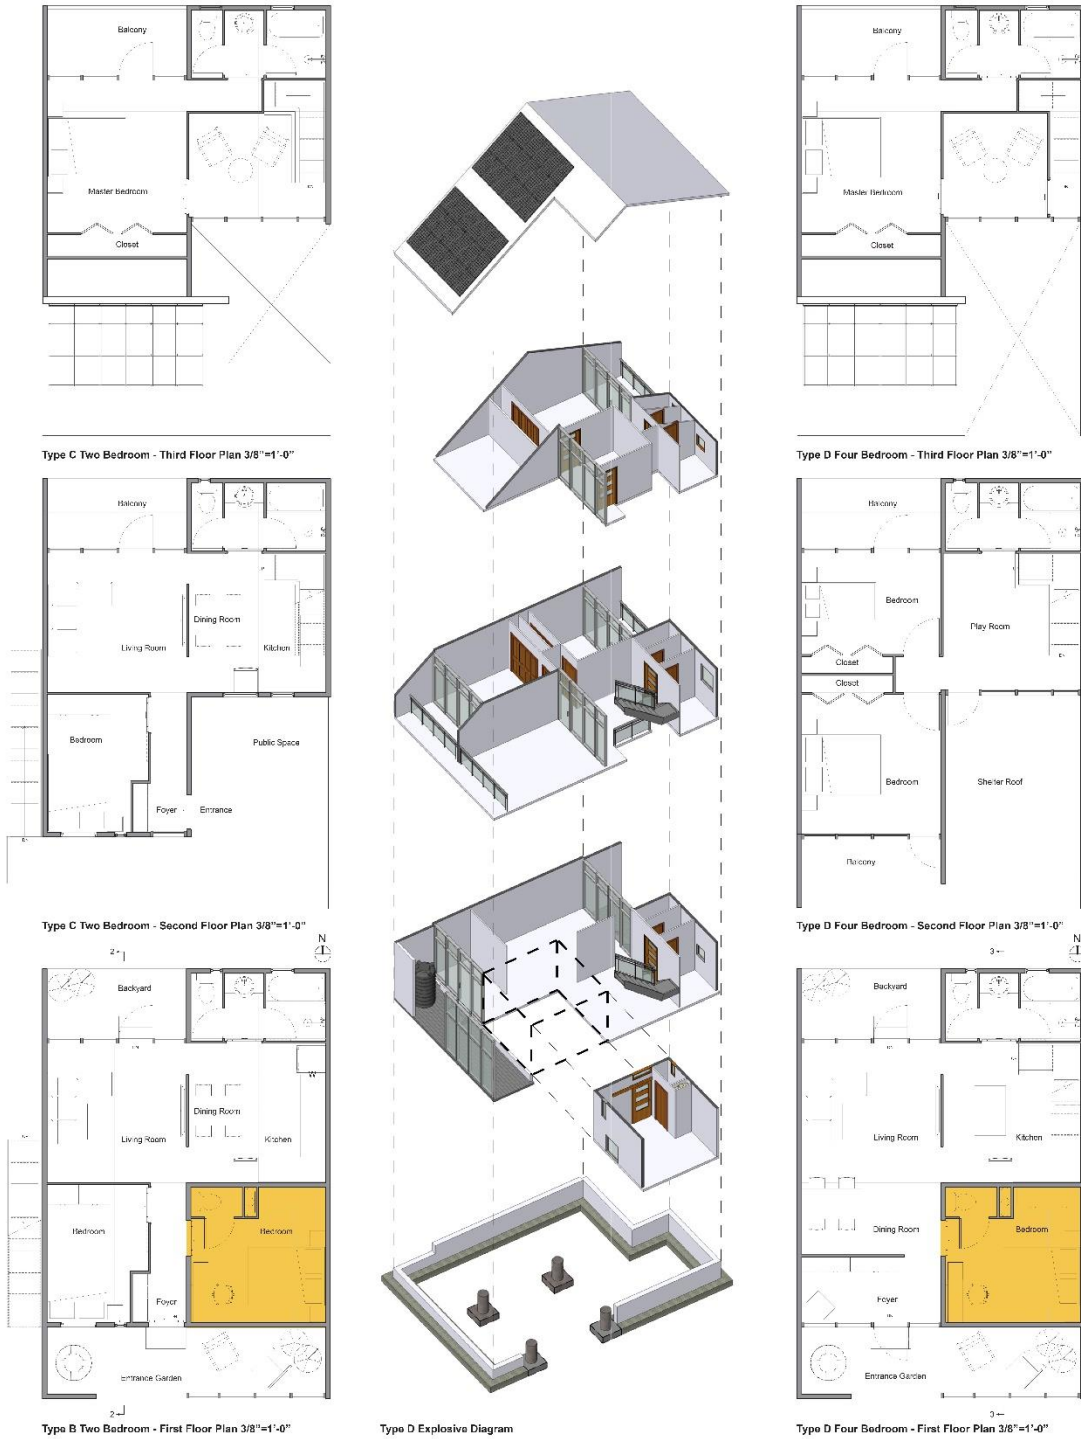 Balcony
Master Bedroom
Closet
Type C Two Bedroom - Third Floor Plan 3/8"=1'-0"
Balcony
Dining Room
Living Room
Kitchen
Bedroom
Public Space
Foyer
Entrance
Type C Two Bedroom - Second Floor Plan 3/8"=1'-0"
2
N
Backyard
Dining Room
Living Room
Kitchen
Bedroom
Bedroom
Foyer
Entrance Garden
2
Type B Two Bedroom - First Floor Plan 3/8"=1'-0"
Type D Explosive Diagram
Balcony
Master Bedroom
Closet
Type D Four Bedroom - Third Floor Plan 3/8"=1'-0"
Balcony
Bedroom
Play Room
Closet
Closet
Bedroom
Shelter Roof
Balcony
Type D Four Bedroom - Second Floor Plan 3/8"=1'-0"
3
N
Backyard
Living Room
Kitchen
Dining Room
Bedroom
Foyer
Entrance Garden
3
Type D Four Bedroom - First Floor Plan 3/8"=1'-0"